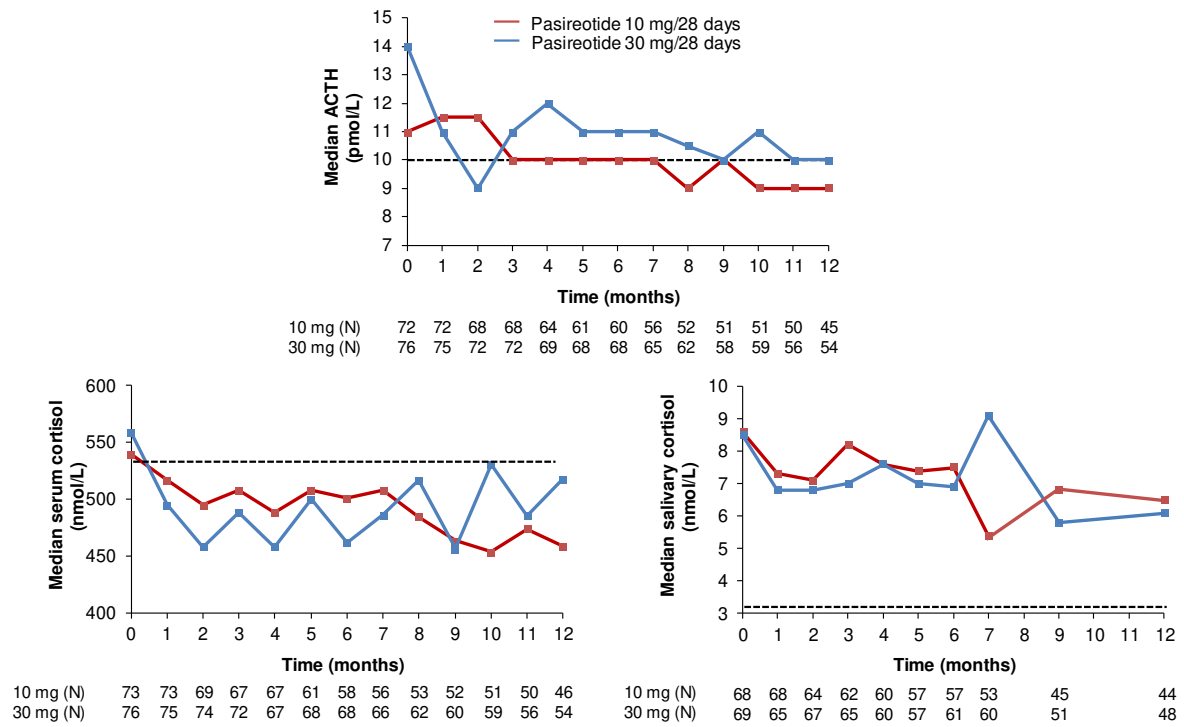 Pasireotide 10 mg/28 days
Pasireotide 30 mg/28 days
Median ACTH
(pmol/L)
15
14
13
12
11
10
9
8
7
0 1 2 3 4 5 6 7 8 9 10 11 12
Time (months)
10 mg (N) 72 72 68 68 64 61 60 56 52 51 51 50 45
30 mg (N) 76 75 72 72 69 68 68 65 62 58 59 56 54
Median serum cortisol
(nmol/L)
600
550
500
450
400
0 1 2 3 4 5 6 7 8 9 10 11 12
Time (months)
10 mg (N) 73 73 69 67 67 61 58 56 53 52 51 50 46
30 mg (N) 76 75 74 72 67 68 68 66 62 60 59 56 54
Median salivary cortisol
(nmol/L)
10
9
8
7
6
5
4
3
0 1 2 3 4 5 6 7 8 9 10 11 12
Time (months)
10 mg (N) 68 68 64 62 60 57 57 53 45 44
30 mg (N) 69 65 67 65 60 57 61 60 51 48